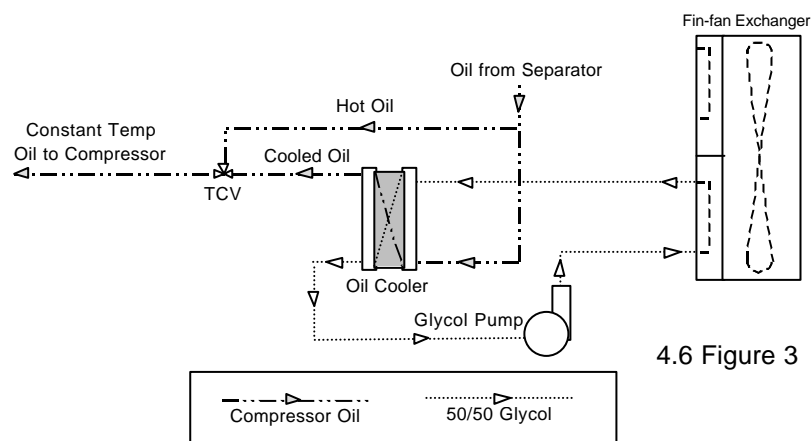 Fin-fan Exchanger
Oil from Separator
Hot Oil
Constant Temp
Oil to Compressor
Cooled Oil
TCV
Oil Cooler
Glycol Pump
4.6 Figure 3
Compressor Oil
50/50 Glycol